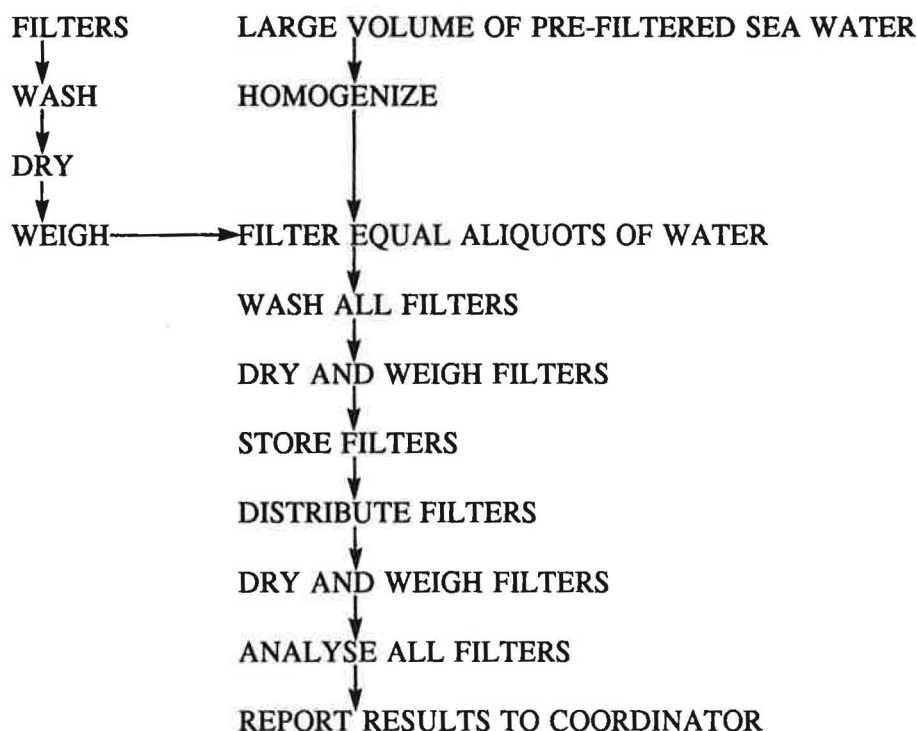 FILTERS LARGE VOLUME OF PRE-FILTERED SEA WATER
WASH HOMOGENIZE
DRY
WEIGH FILTER EQUAL ALIQUOTS OF WATER
WASH ALL FILTERS
DRY AND WEIGH FILTERS
STORE FILTERS
DISTRIBUTE FILTERS
DRY AND WEIGH FILTERS
ANALYSE ALL FILTERS
REPORT RESULTS TO COORDINATOR